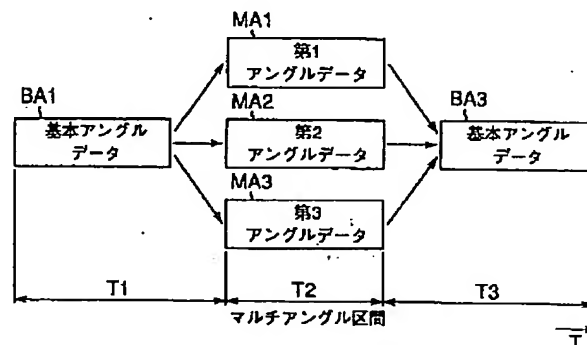 MA1
第1
アングルデータ
BA1
基本アングル
データ
MA2
第2
アングルデータ
BA3
基本アングル
データ
MA3
第3
アングルデータ
T1
T2
T3
マルチアングル区間
T